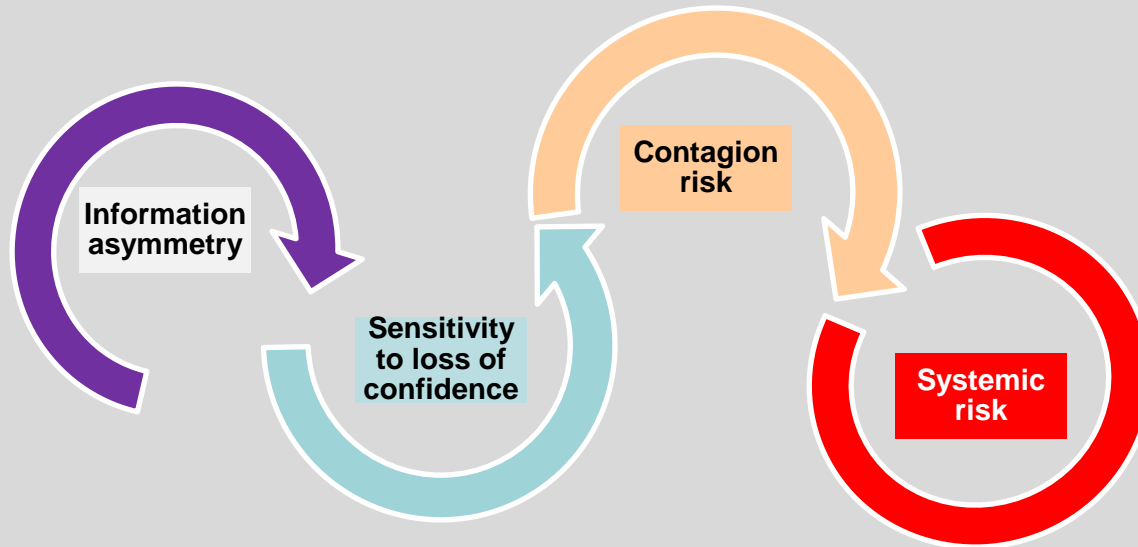 Information
asymmetry
Sensitivity
to loss of
confidence
Contagion
risk
Systemic
risk